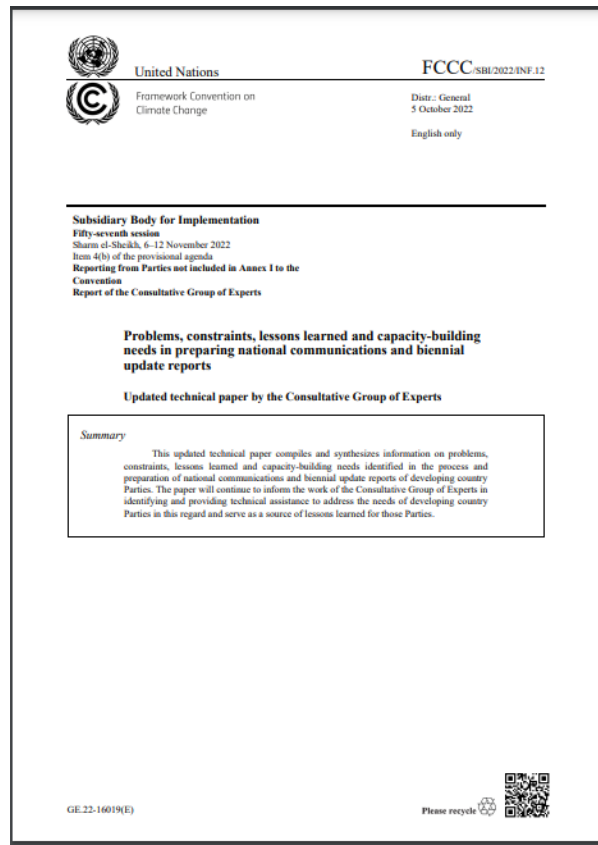 United Nations
FCCC/SBI/2022/INF.12
Framework Convention on
Climate Change
Distr.: General
5 October 2022
English only
Subsidiary Body for Implementation
Fifty-seventh session
Sharm el-Sheikh, 6–12 November 2022
Item 4(b) of the provisional agenda
Reporting from Parties not included in Annex I to the
Convention
Report of the Consultative Group of Experts
Problems, constraints, lessons learned and capacity-building
needs in preparing national communications and biennial
update reports
Updated technical paper by the Consultative Group of Experts
Summary
This updated technical paper compiles and synthesizes information on problems,
constraints, lessons learned and capacity-building needs identified in the process and
preparation of national communications and biennial update reports of developing country
Parties. The paper will continue to inform the work of the Consultative Group of Experts in
identifying and providing technical assistance to address the needs of developing country
Parties in this regard and serve as a source of lessons learned for those Parties.
GE.22-16019(E)
Please recycle